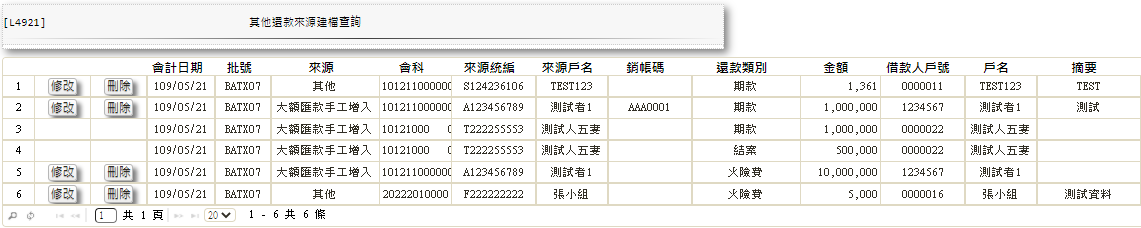 [L4921] 其他還款來源建檔查詢
會計日期 批號 來源 會科 來源統編 來源戶名 銷帳碼 還款類別 金額 借款人戶號 戶名 摘要
1 修改 刪除 109/05/21 BATX07 其他 101211000000 S124236106 TEST123 期款 1,361 0000011 TEST123 TEST
2 修改 刪除 109/05/21 BATX07 大額匯款手工增入 101211000000 A123456789 測試者1 AAA0001 期款 1,000,000 1234567 測試者1 測試
3 109/05/21 BATX07 大額匯款手工增入 10121000 0 T222255553 測試人五妻 期款 1,000,000 0000022 測試人五妻
4 109/05/21 BATX07 大額匯款手工增入 10121000 0 T222255553 測試人五妻 結案 500,000 0000022 測試人五妻
5 修改 刪除 109/05/21 BATX07 大額匯款手工增入 101211000000 A123456789 測試者1 火險費 10,000,000 1234567 測試者1
6 修改 刪除 109/05/21 BATX07 其他 20222010000 F222222222 張小組 火險費 5,000 0000016 張小組 測試資料
1 共 1 頁 20 1 - 6 共 6 條